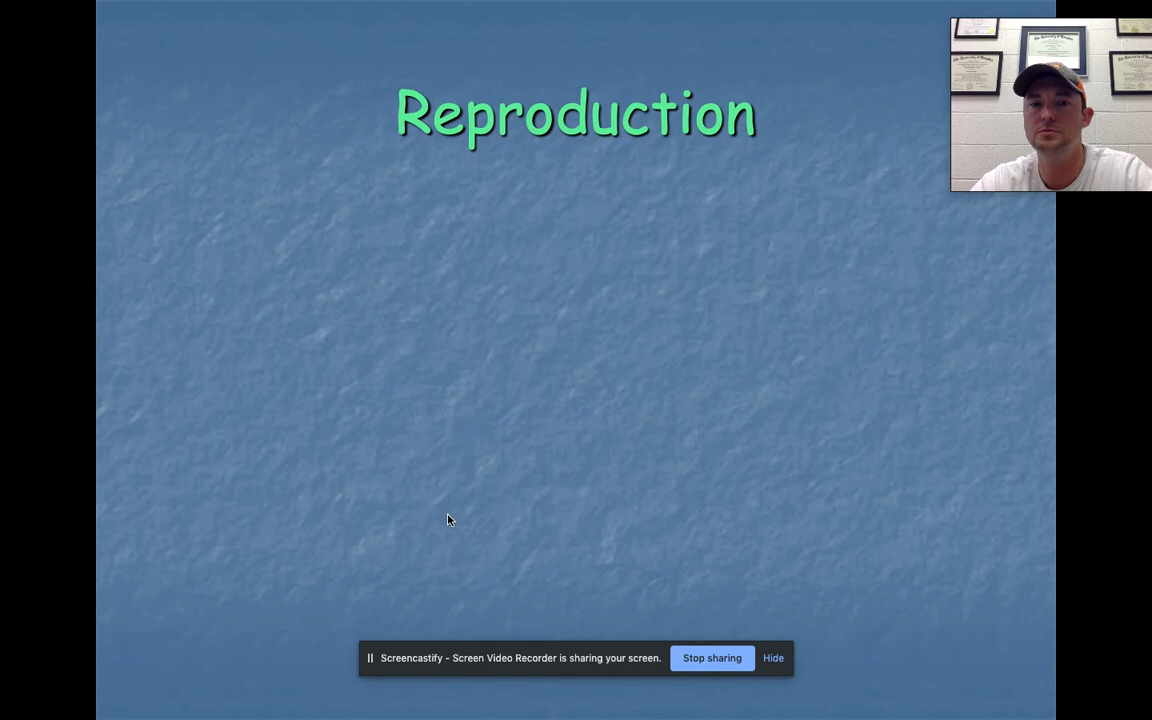 Reproduction
Screencastify - Screen Video Recorder is sharing your screen.
Stop sharing
Hide